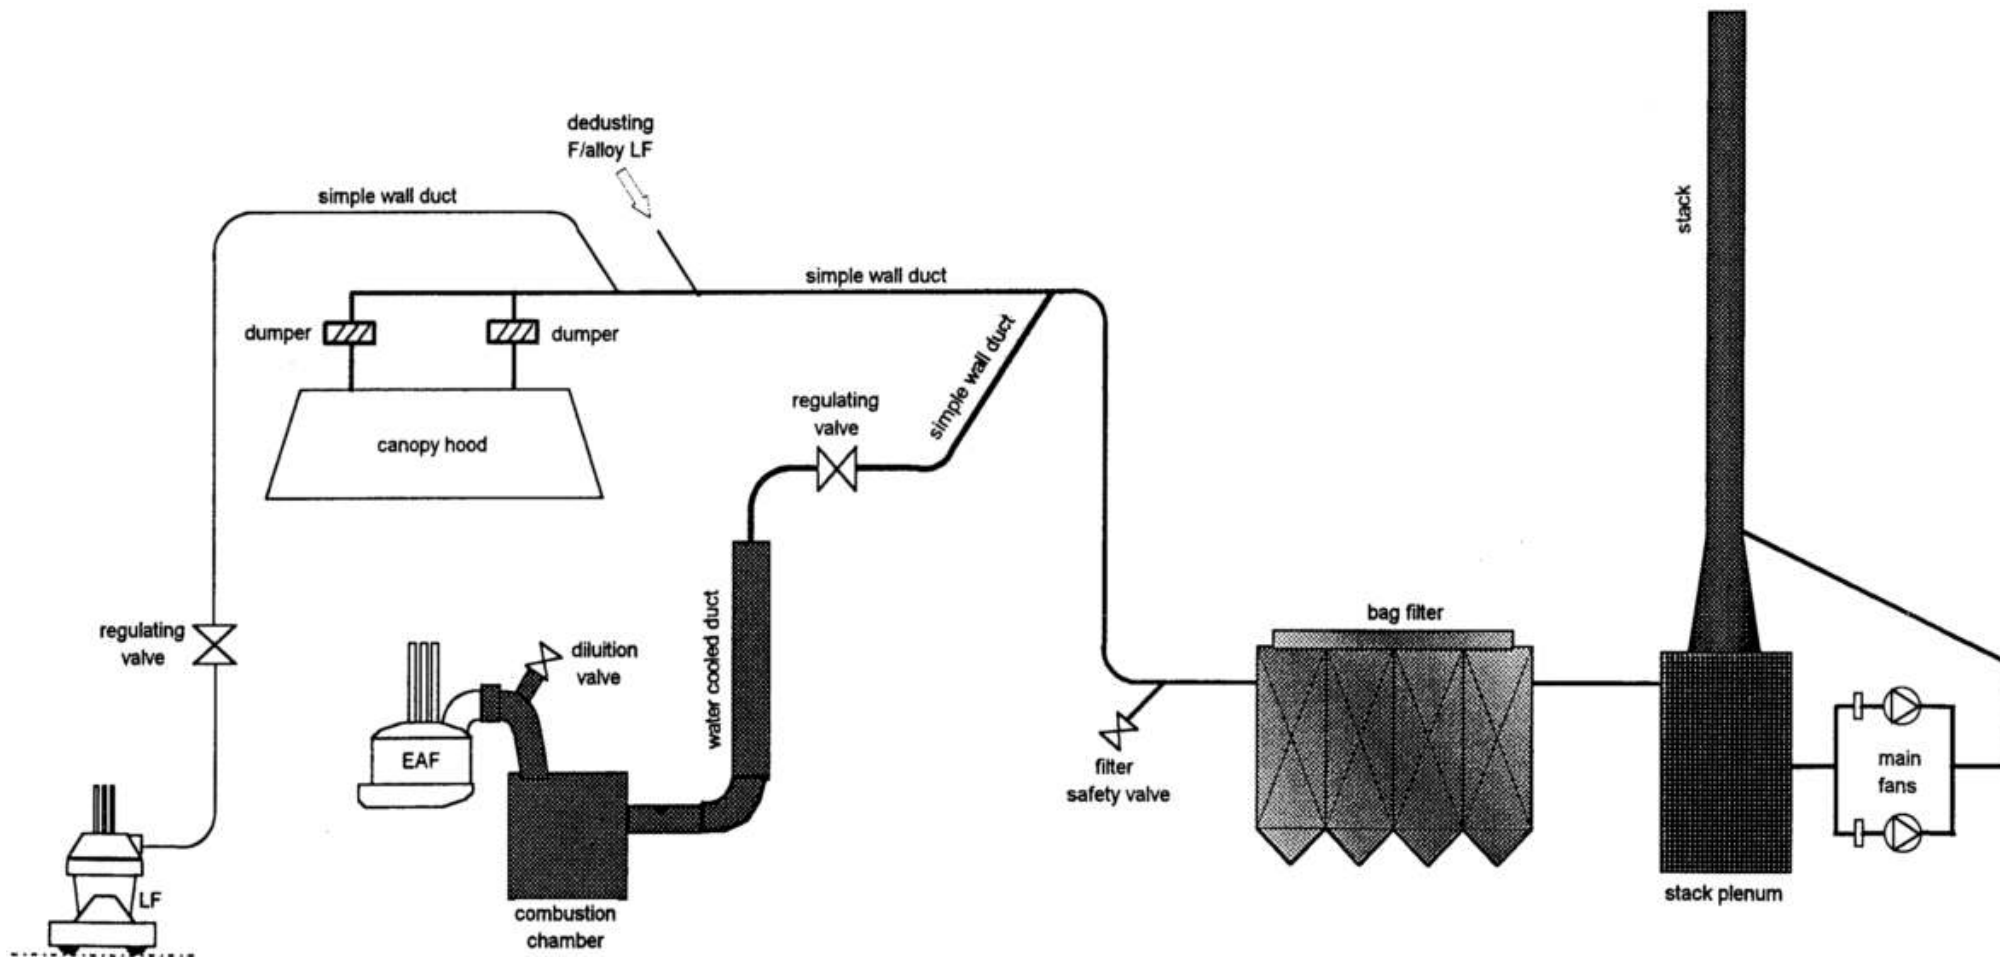 dedusting
F/alloy LF
simple wall duct
simple wall duct
dumper
dumper
simple wall duct
regulating
valve
canopy hood
stack
bag filter
regulating
valve
diluition
valve
water cooled duct
EAF
filter
safety valve
main
fans
LF
stack plenum
combustion
chamber